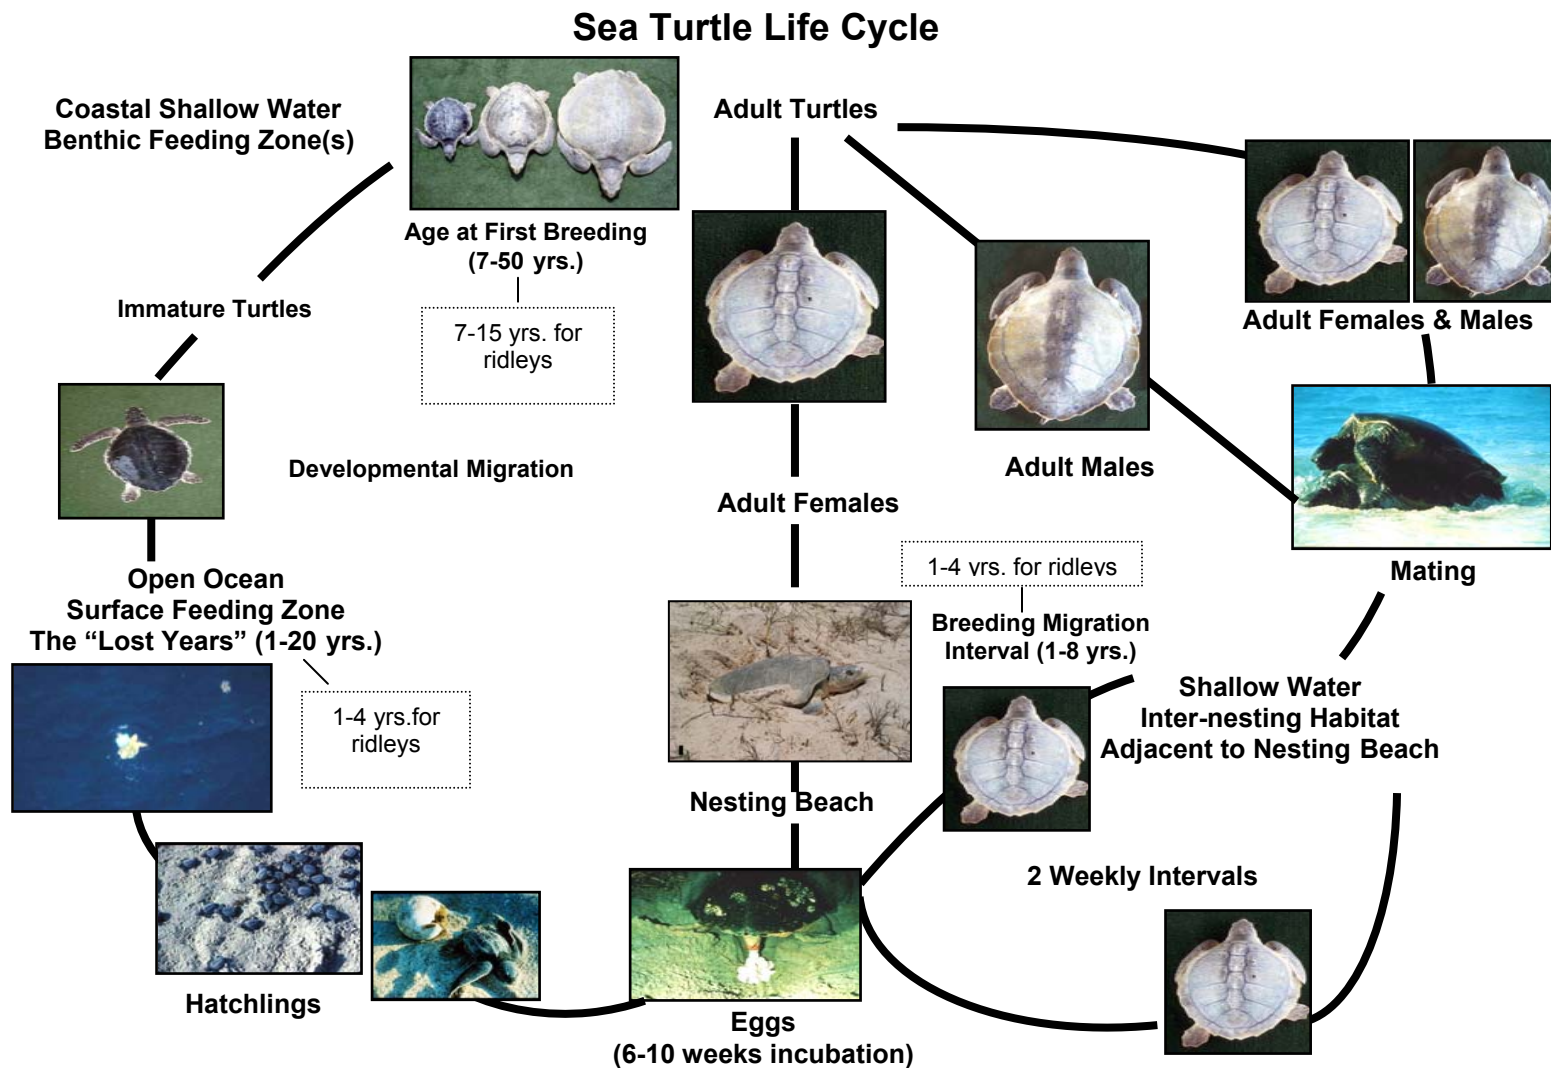 Sea Turtle Life Cycle
Coastal Shallow Water
Benthic Feeding Zone(s)
Adult Turtles
Age at First Breeding
(7-50 yrs.)
7-15 yrs. for
ridleys
Immature Turtles
Adult Females & Males
Developmental Migration
Adult Males
Adult Females
Mating
Open Ocean
Surface Feeding Zone
The “Lost Years” (1-20 yrs.)
1-4 yrs.for
ridleys
1-4 yrs. for ridleys
Breeding Migration
Interval (1-8 yrs.)
Shallow Water
Inter-nesting Habitat
Adjacent to Nesting Beach
Nesting Beach
2 Weekly Intervals
Hatchlings
Eggs
(6-10 weeks incubation)